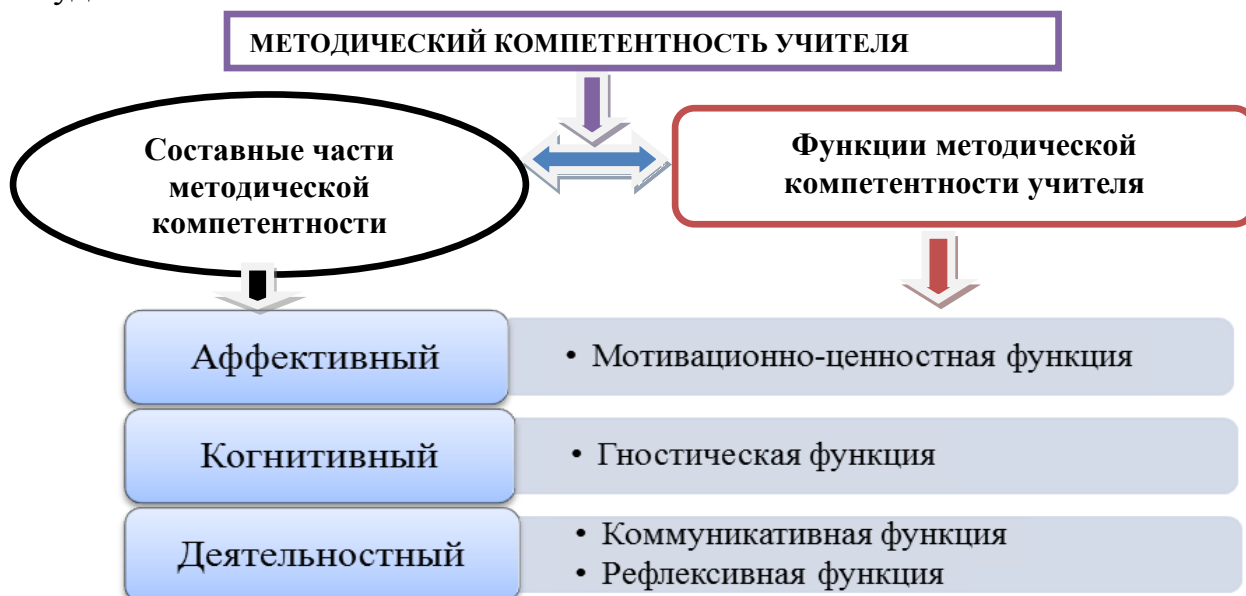 МЕТОДИЧЕСКИЙ КОМПЕТЕНТНОСТЬ УЧИТЕЛЯ
Составные части
методической
компетентности
Функции методической
компетентности учителя
Аффективный
• Мотивационно-ценностная функция
Когнитивный
• Гностическая функция
Деятельностный
• Коммуникативная функция
• Рефлексивная функция